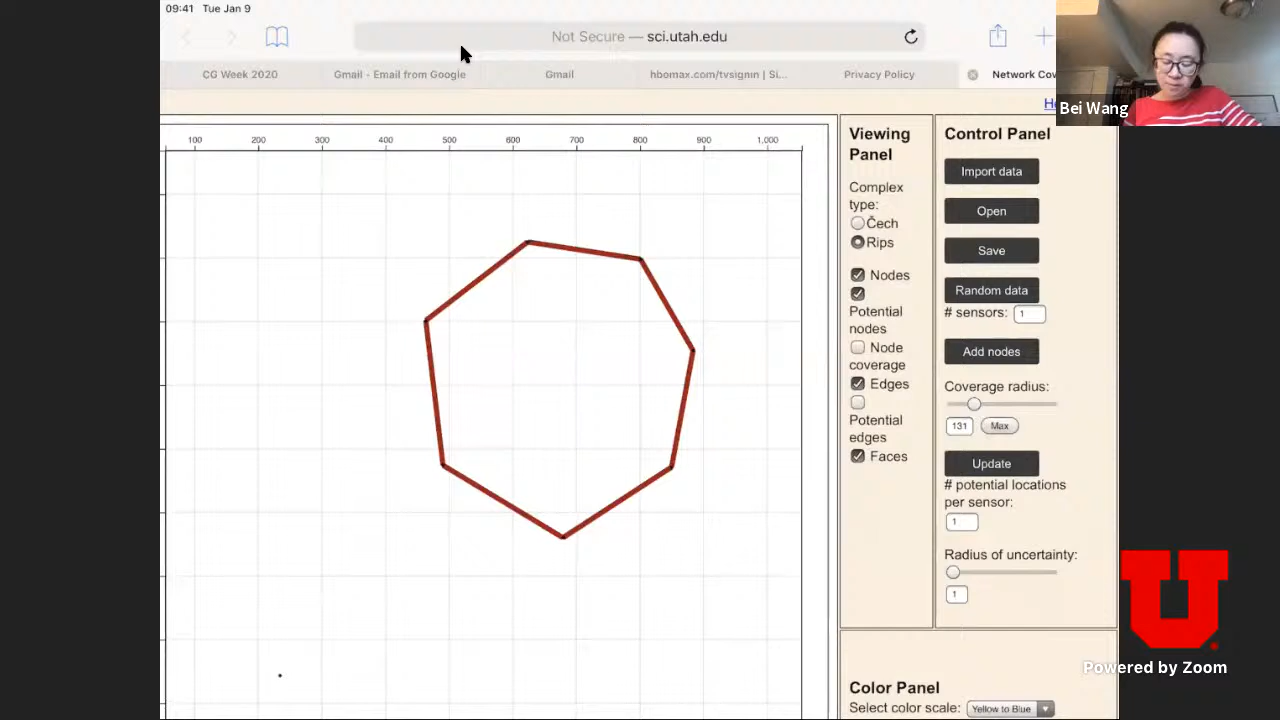 09:41 Tue Jan 9
Not Secure — sci.utah.edu
CG Week 2020
Gmail - Email from Google
Gmail
hbomax.com/tvsignin | Si...
Privacy Policy
Network Cov
He
Bei Wang
100 200 300 400 500 600 700 800 900 1,000
Viewing Panel
Complex type:
Čech
Rips
Nodes
Potential nodes
Node coverage
Edges
Potential edges
Faces
Control Panel
Import data
Open
Save
Random data
# sensors: 1
Add nodes
Coverage radius:
131 Max
Update
# potential locations
per sensor:
1
Radius of uncertainty:
1
Color Panel
Select color scale: Yellow to Blue
U
Powered by Zoom